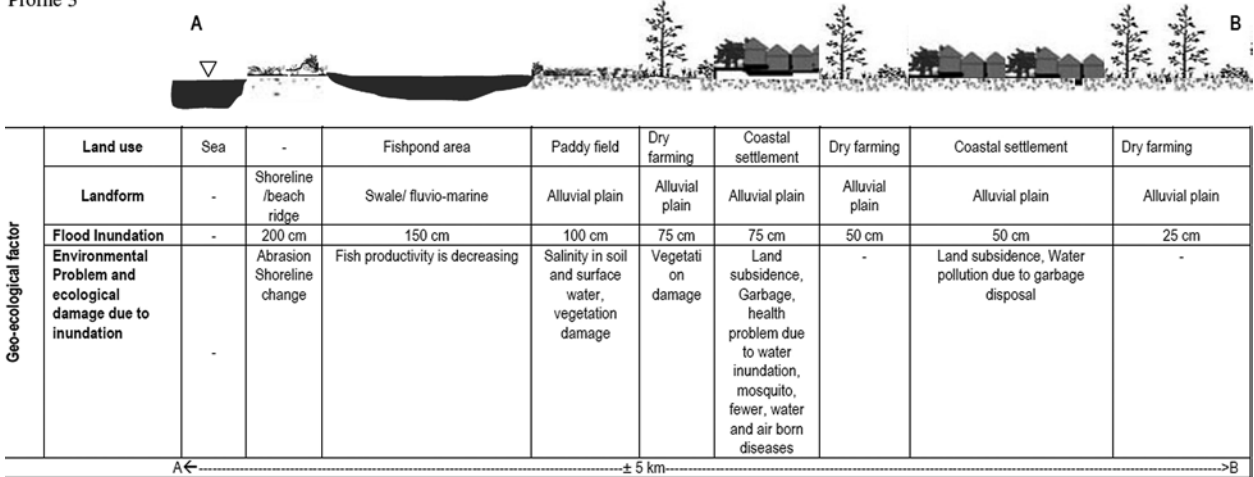 Profile 3
A
B
Geo-ecological factor
Land use
Sea
-
Fishpond area
Paddy field
Dry
farming
Coastal
settlement
Dry farming
Coastal settlement
Dry farming
Landform
-
Shoreline
/beach
ridge
Swale/ fluvio-marine
Alluvial plain
Alluvial
plain
Alluvial plain
Alluvial
plain
Alluvial plain
Alluvial plain
Flood Inundation
-
200 cm
150 cm
100 cm
75 cm
75 cm
50 cm
50 cm
25 cm
Environmental
Problem and
ecological
damage due to
inundation
-
Abrasion
Shoreline
change
Fish productivity is decreasing
Salinity in soil
and surface
water,
vegetation
damage
Vegetati
on
damage
Land
subsidence,
Garbage,
health
problem due
to water
inundation,
mosquito,
fewer, water
and air born
diseases
-
Land subsidence, Water
pollution due to garbage
disposal
-
A←-----± 5 km----->B